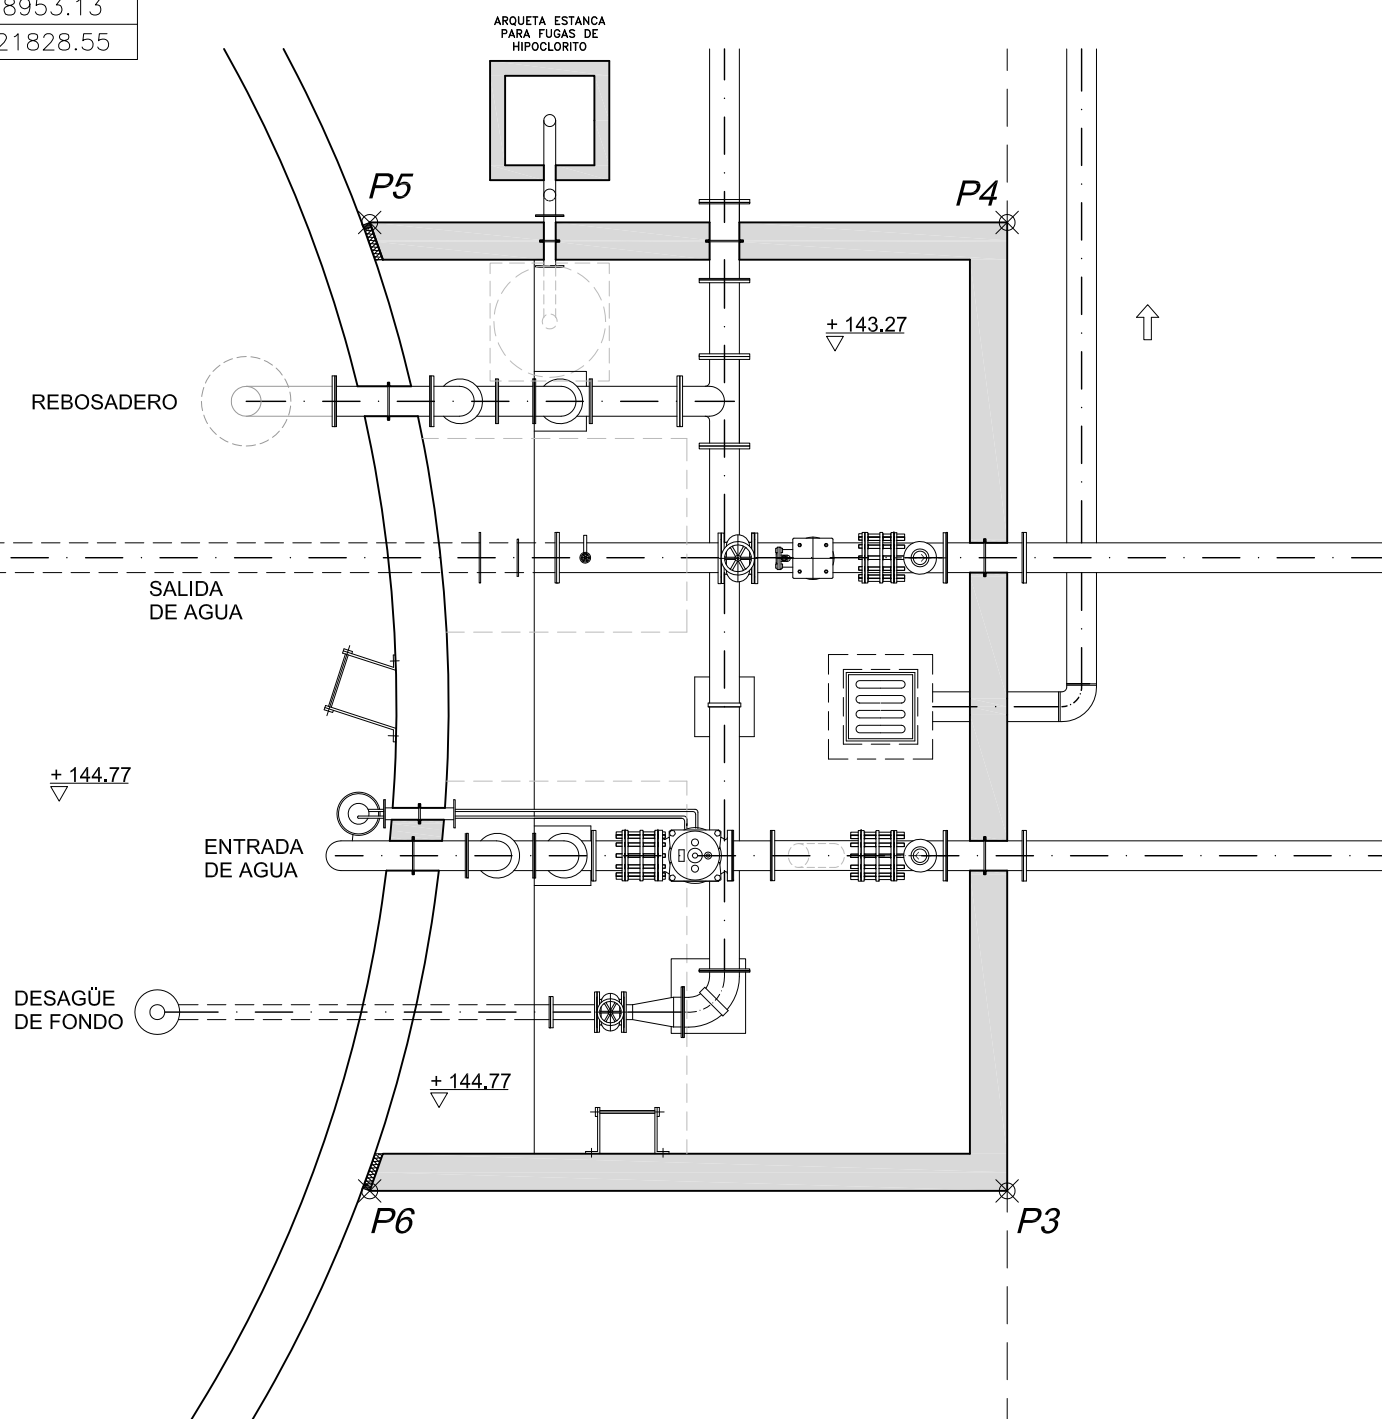 8953.13
21828.55
ARQUETA ESTANCA
PARA FUGAS DE
HIPOCLORITO
P5
P4
+ 143.27
REBOSADERO
SALIDA
DE AGUA
+ 144.77
ENTRADA
DE AGUA
DESAGÜE
DE FONDO
+ 144.77
P6
P3